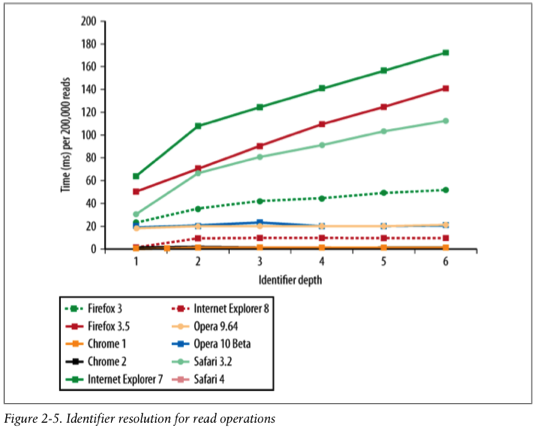 200
180
160
140
120
100
80
60
40
20
0
Time (ms) per 200,000 reads
1 2 3 4 5 6
Identifier depth
Firefox 3
Firefox 3.5
Chrome 1
Chrome 2
Internet Explorer 7
Internet Explorer 8
Opera 9.64
Opera 10 Beta
Safari 3.2
Safari 4
Figure 2-5. Identifier resolution for read operations